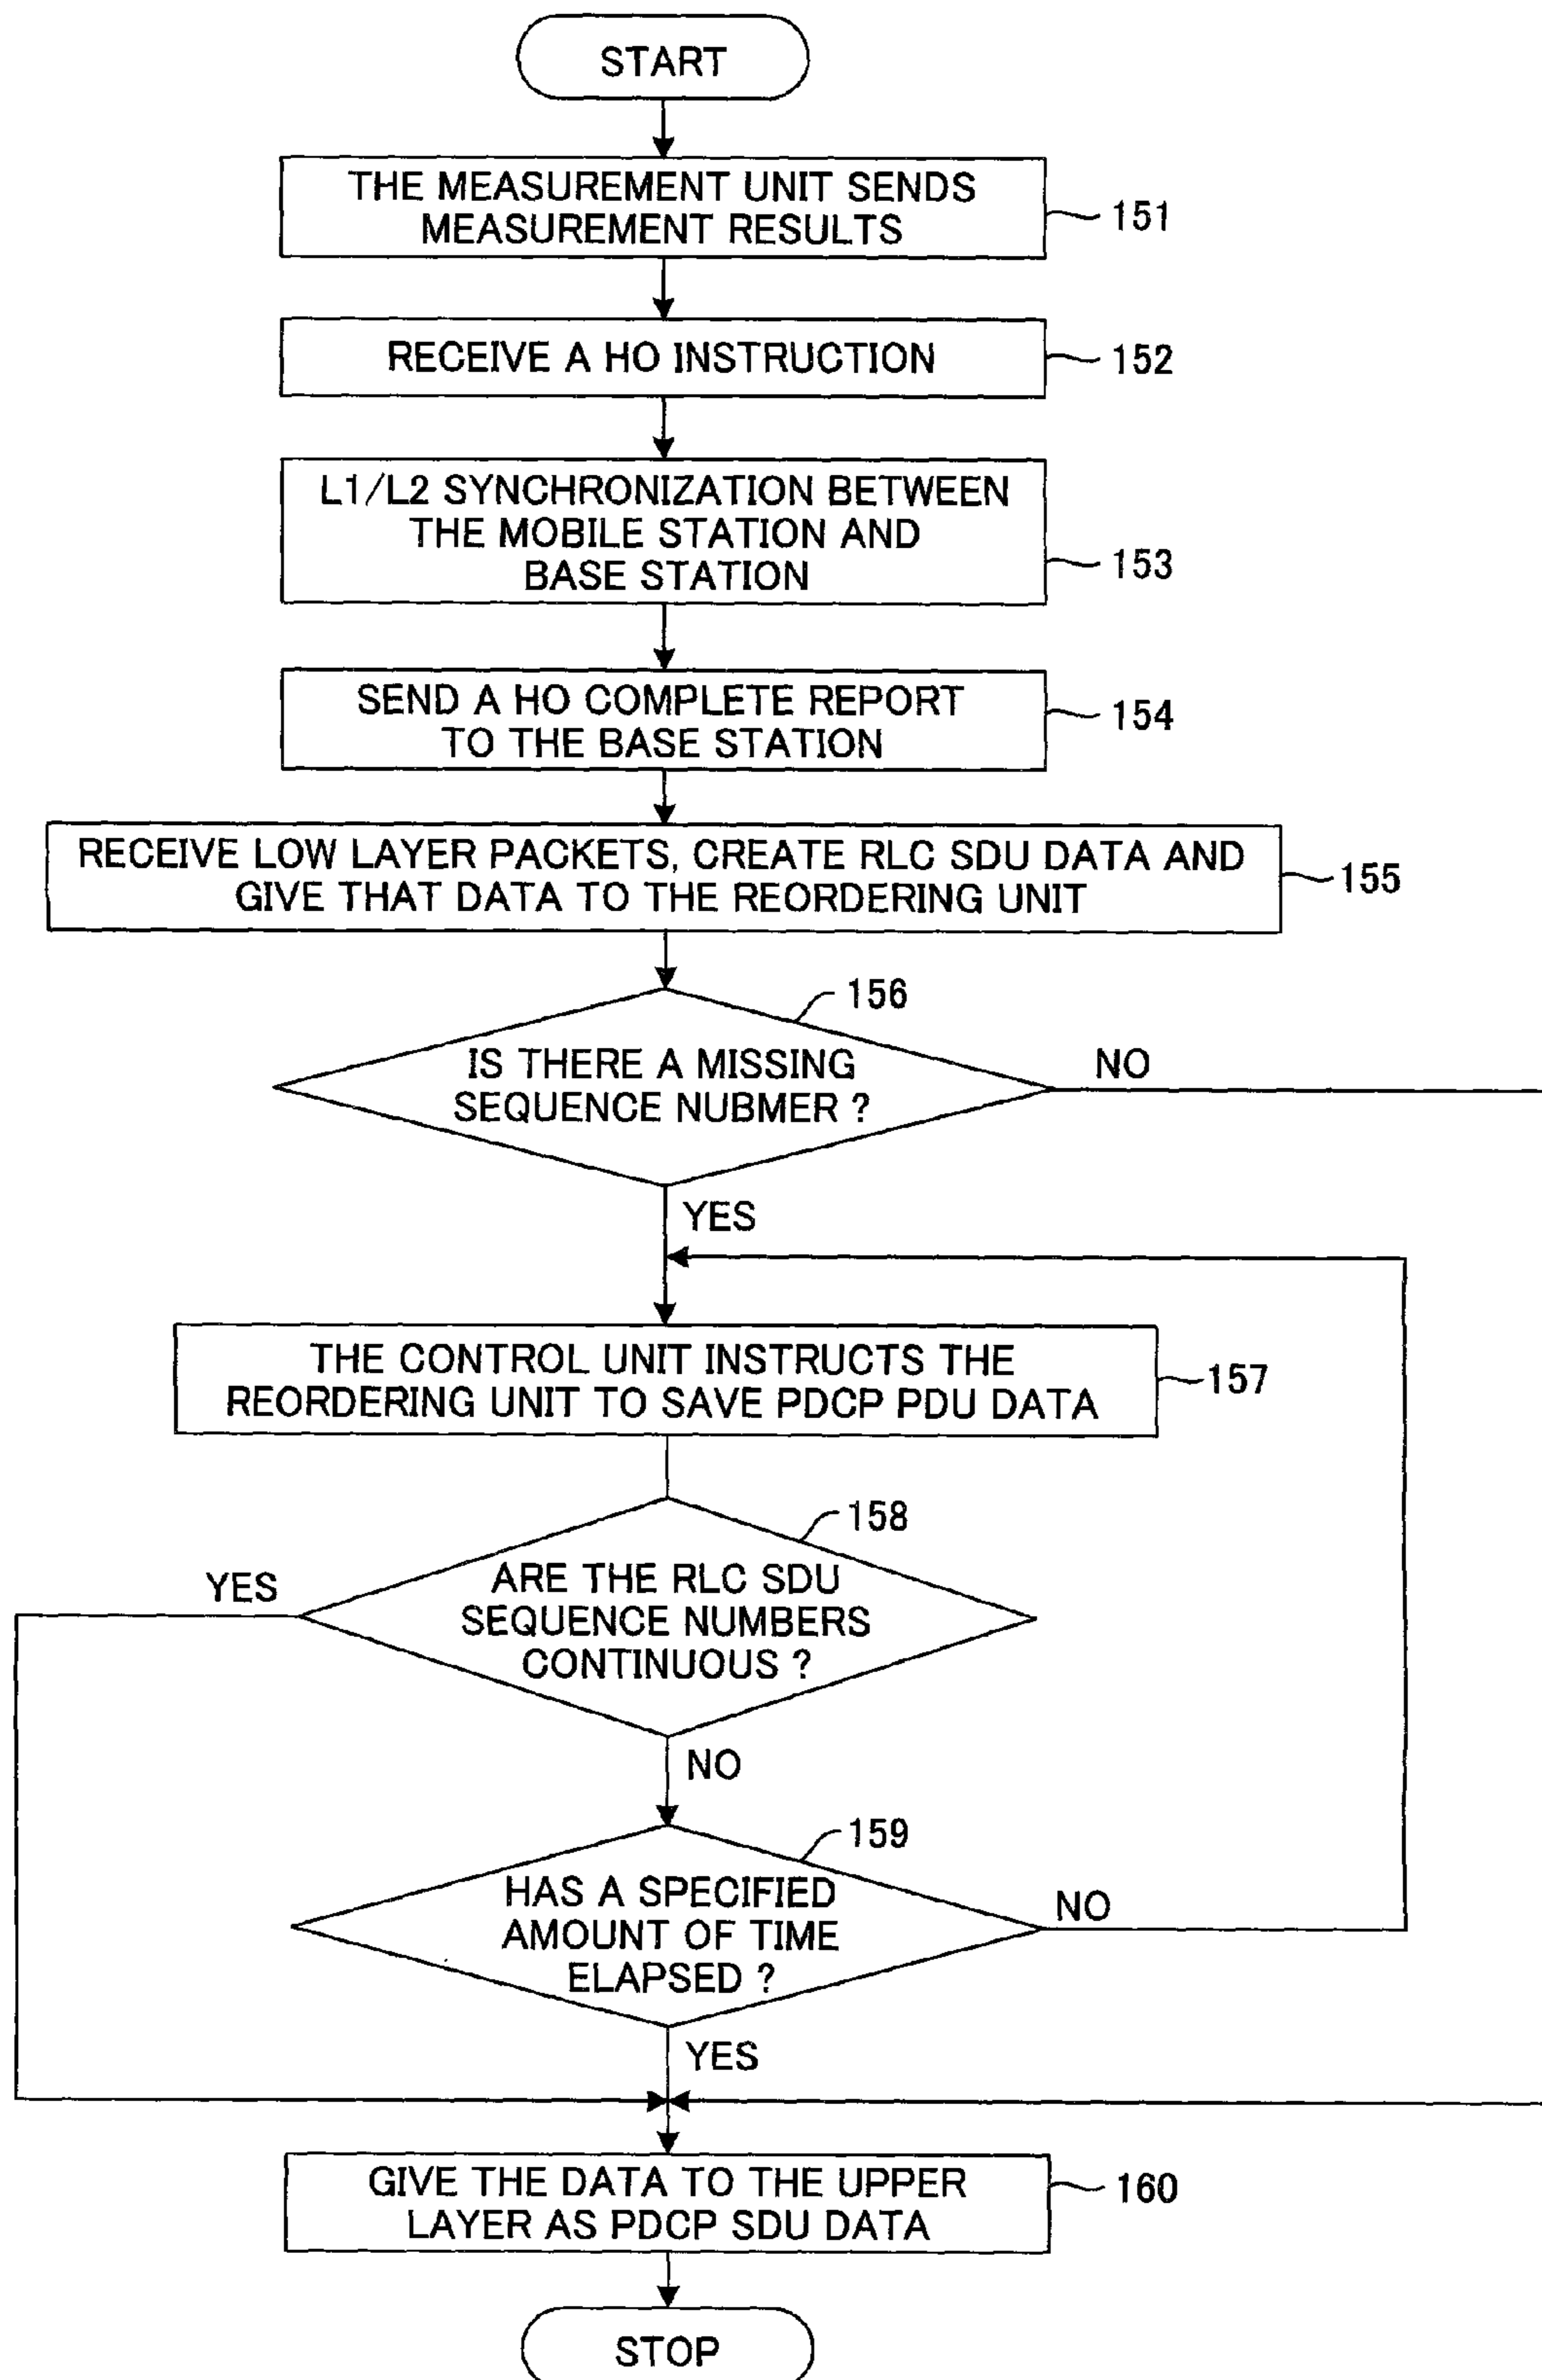 START
THE MEASUREMENT UNIT SENDS
MEASUREMENT RESULTS
151
RECEIVE A HO INSTRUCTION
152
L1/L2 SYNCHRONIZATION BETWEEN
THE MOBILE STATION AND
BASE STATION
153
SEND A HO COMPLETE REPORT
TO THE BASE STATION
154
RECEIVE LOW LAYER PACKETS, CREATE RLC SDU DATA AND
GIVE THAT DATA TO THE REORDERING UNIT
155
156
IS THERE A MISSING
SEQUENCE NUBMER ?
NO
YES
THE CONTROL UNIT INSTRUCTS THE
REORDERING UNIT TO SAVE PDCP PDU DATA
157
158
ARE THE RLC SDU
SEQUENCE NUMBERS
CONTINUOUS ?
YES
NO
159
HAS A SPECIFIED
AMOUNT OF TIME
ELAPSED ?
NO
YES
GIVE THE DATA TO THE UPPER
LAYER AS PDCP SDU DATA
160
STOP